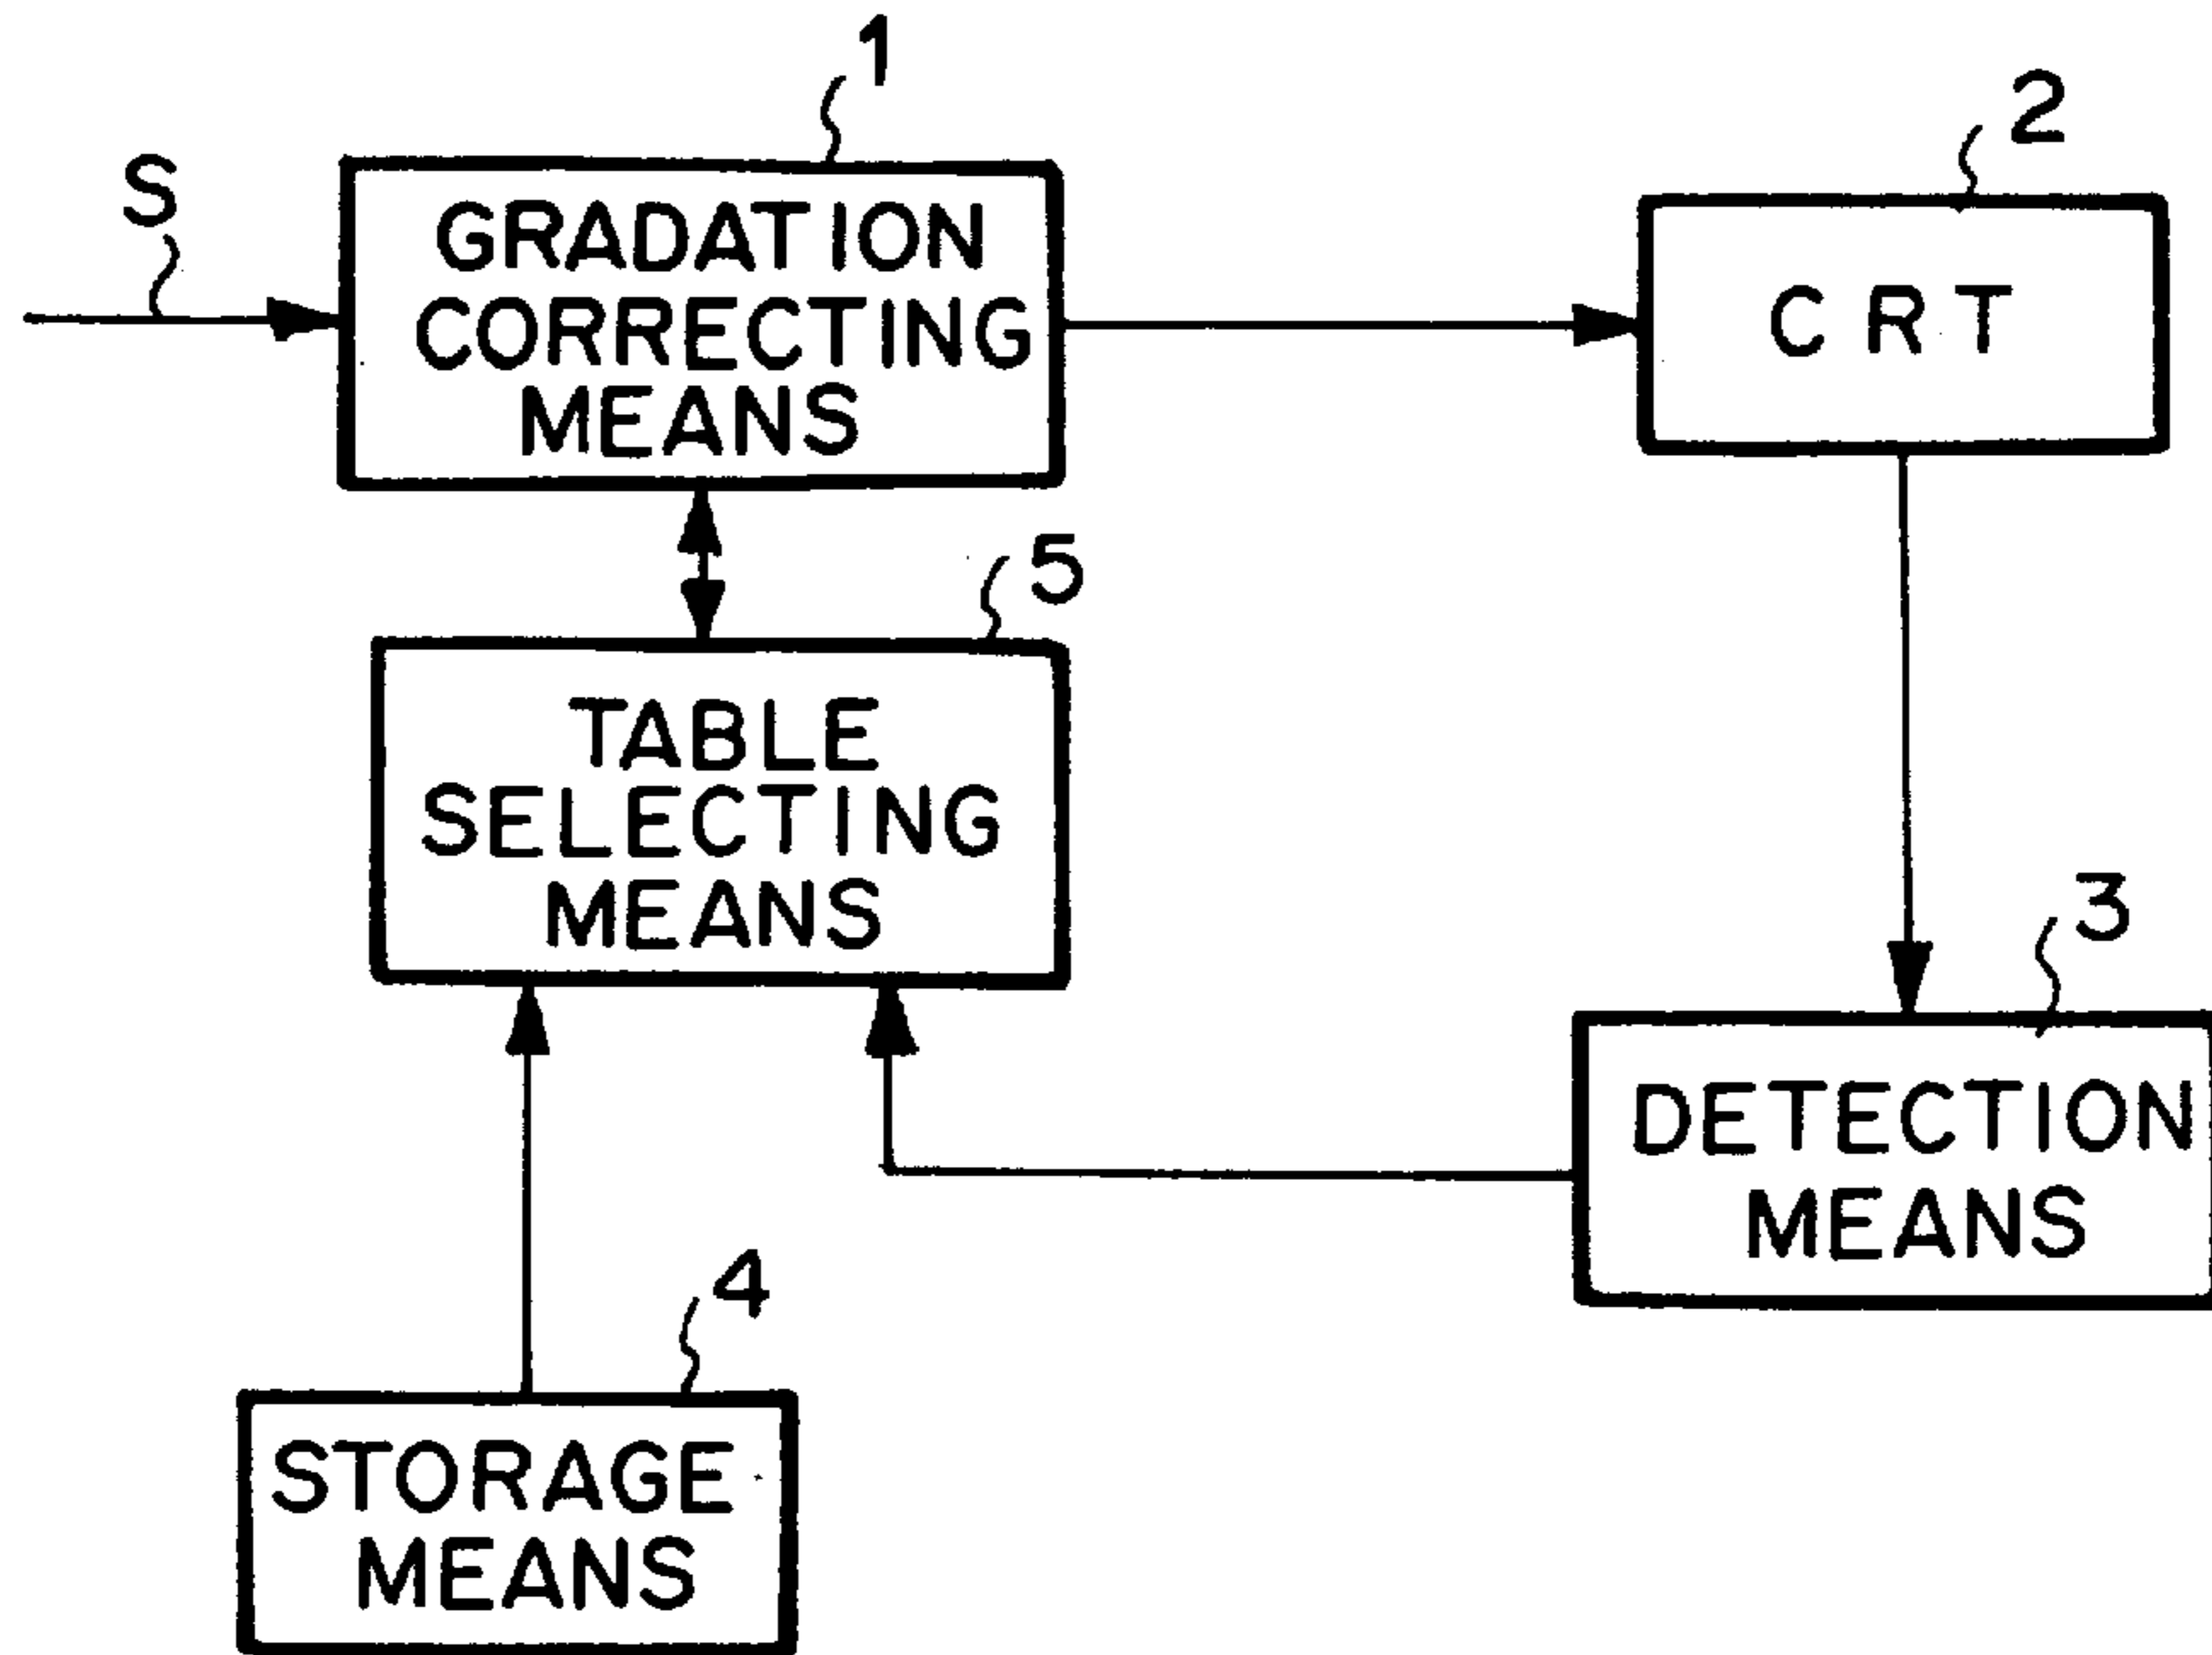 1
2
S
GRADATION
CORRECTING
MEANS
CRT
5
TABLE
SELECTING
MEANS
3
DETECTION
MEANS
4
STORAGE
MEANS